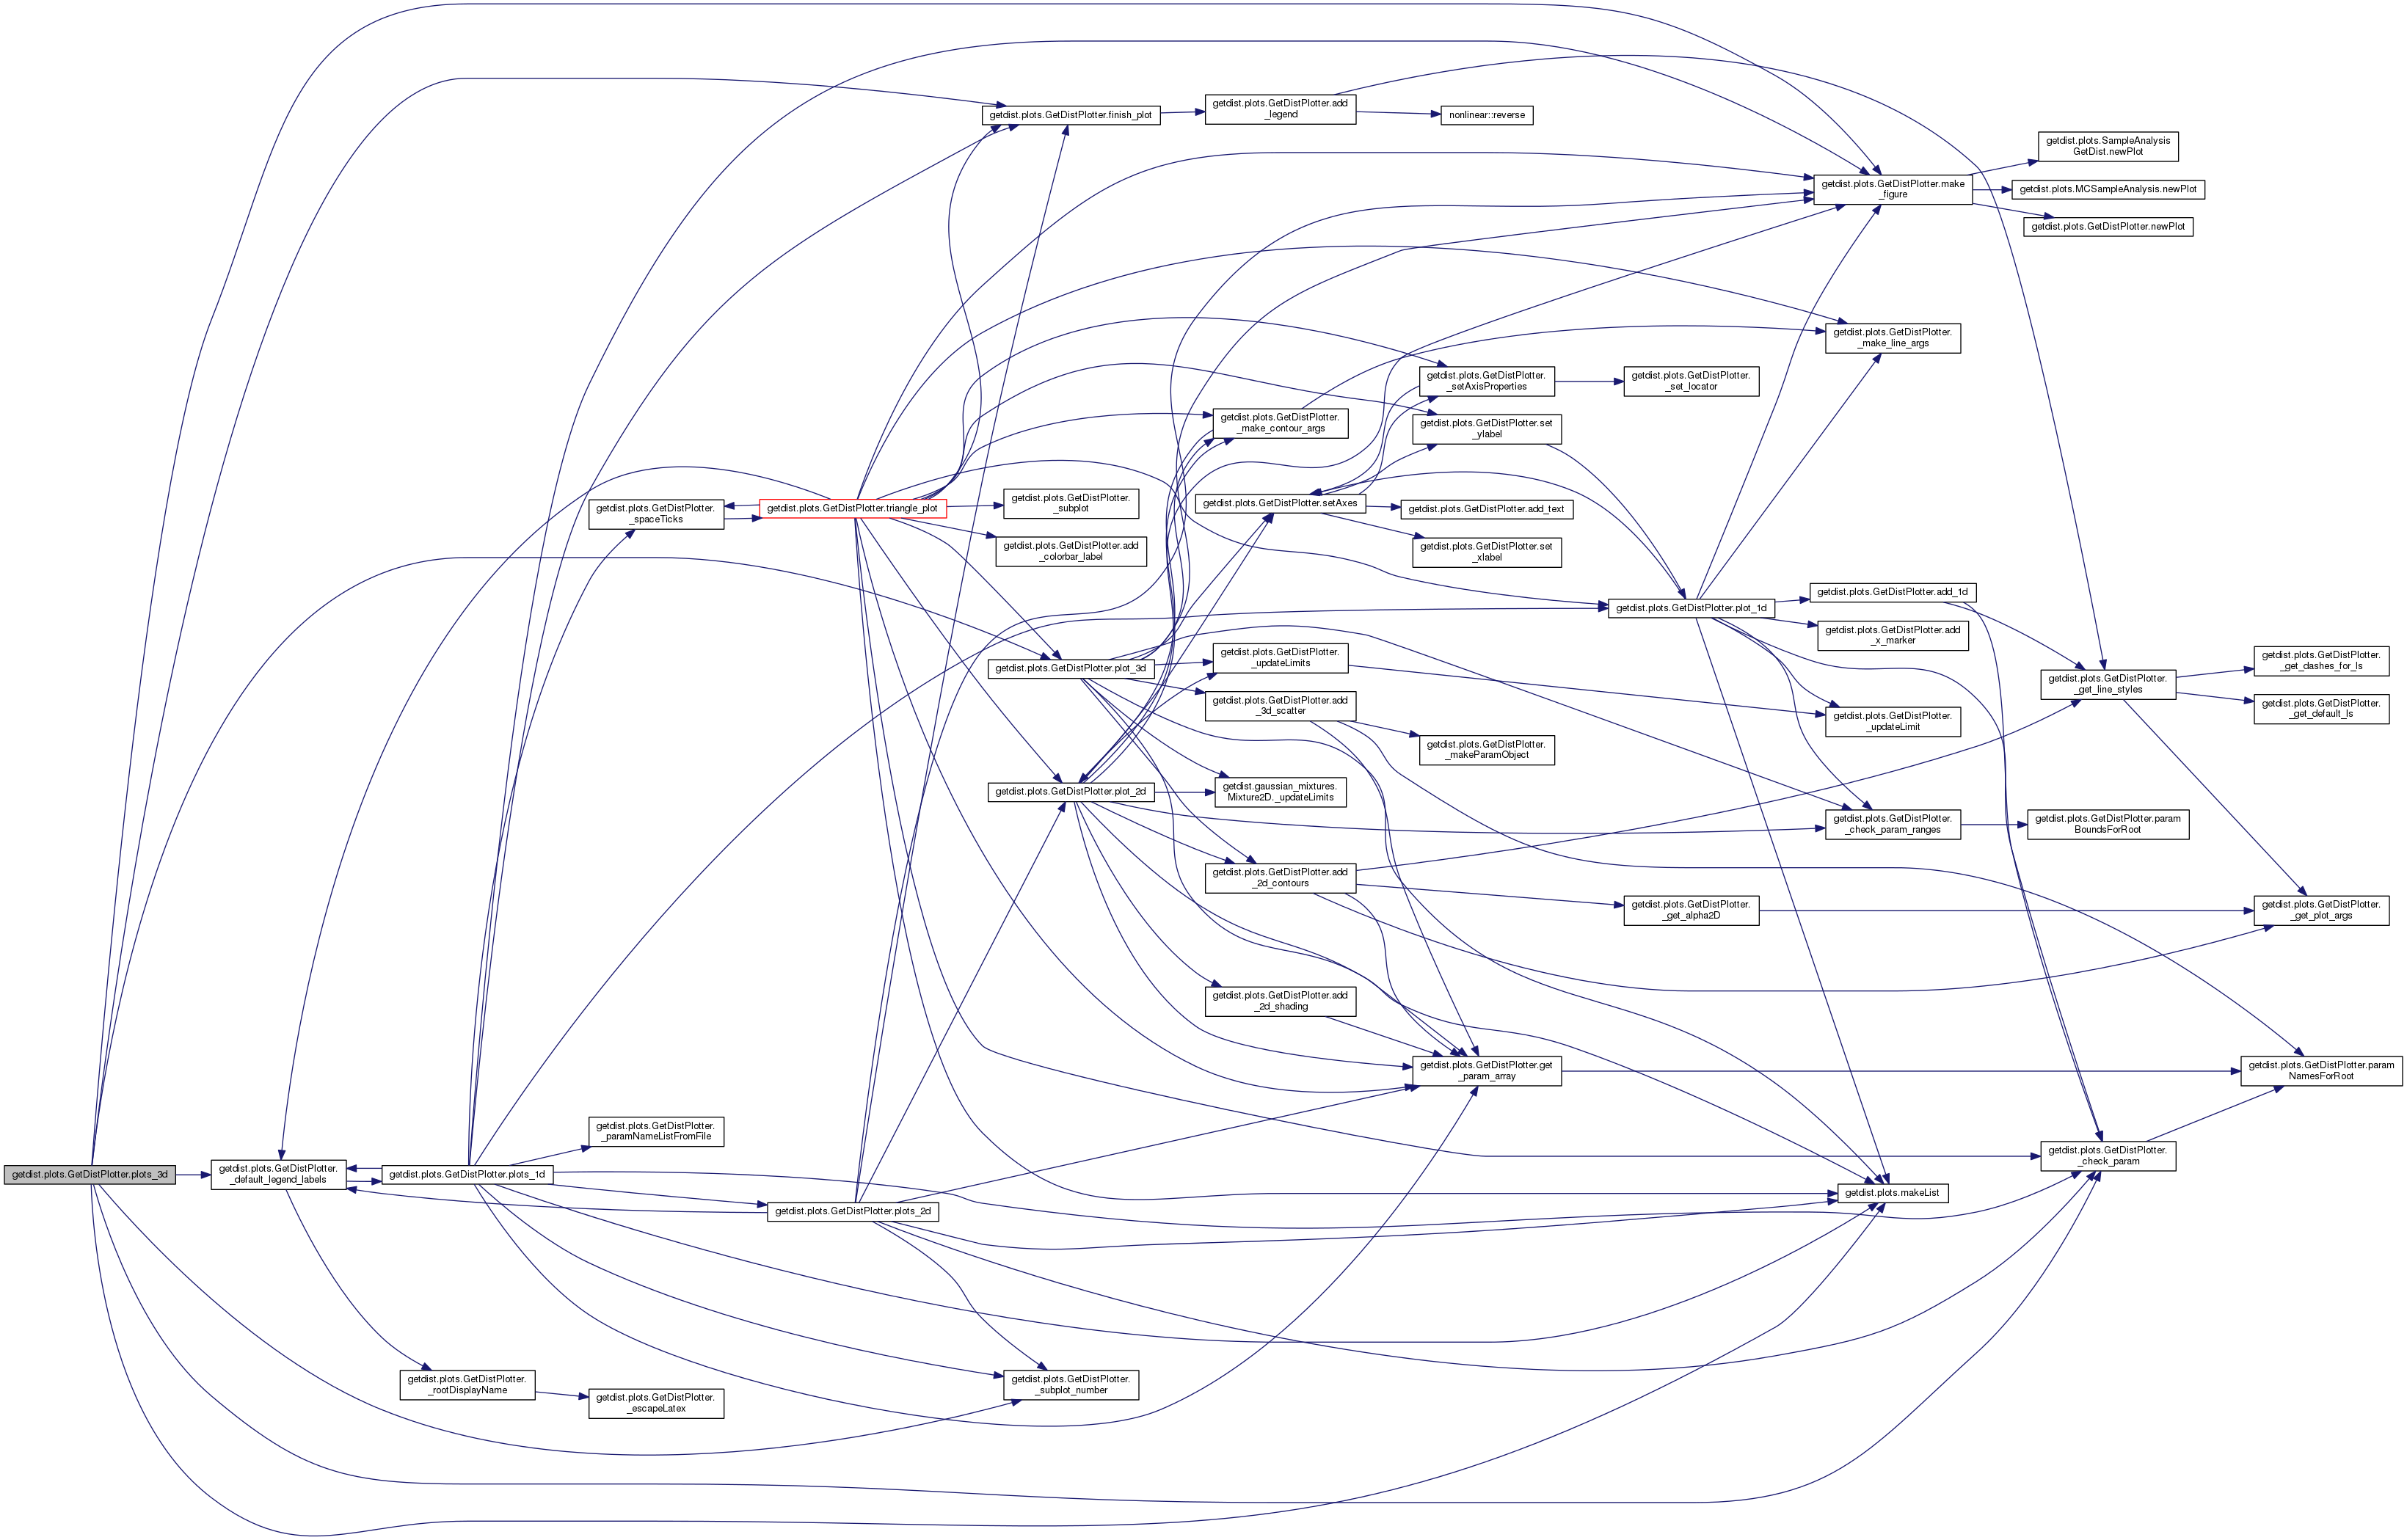 getdist.plots.GetDistPlotter.plots_3d
getdist.plots.GetDistPlotter.
_default_legend_labels
getdist.plots.GetDistPlotter.plots_1d
getdist.plots.GetDistPlotter.
_rootDisplayName
getdist.plots.GetDistPlotter.
_spaceTicks
getdist.plots.GetDistPlotter.
_paramNameListFromFile
getdist.plots.GetDistPlotter.
_escapeLatex
getdist.plots.GetDistPlotter.triangle_plot
getdist.plots.GetDistPlotter.plots_2d
getdist.plots.GetDistPlotter.finish_plot
getdist.plots.GetDistPlotter.
_subplot
getdist.plots.GetDistPlotter.add
_colorbar_label
getdist.plots.GetDistPlotter.plot_3d
getdist.plots.GetDistPlotter.plot_2d
getdist.plots.GetDistPlotter.
_subplot_number
getdist.plots.GetDistPlotter.add
_legend
getdist.plots.GetDistPlotter.
_make_contour_args
getdist.plots.GetDistPlotter.setAxes
getdist.plots.GetDistPlotter.
_updateLimits
getdist.plots.GetDistPlotter.add
_3d_scatter
getdist.gaussian_mixtures.
Mixture2D._updateLimits
getdist.plots.GetDistPlotter.add
_2d_contours
getdist.plots.GetDistPlotter.add
_2d_shading
nonlinear::reverse
getdist.plots.GetDistPlotter.
_setAxisProperties
getdist.plots.GetDistPlotter.set
_ylabel
getdist.plots.GetDistPlotter.add_text
getdist.plots.GetDistPlotter.set
_xlabel
getdist.plots.GetDistPlotter.
_makeParamObject
getdist.plots.GetDistPlotter.get
_param_array
getdist.plots.GetDistPlotter.
_set_locator
getdist.plots.GetDistPlotter.plot_1d
getdist.plots.GetDistPlotter.
_get_alpha2D
getdist.plots.GetDistPlotter.make
_figure
getdist.plots.GetDistPlotter.
_make_line_args
getdist.plots.GetDistPlotter.add_1d
getdist.plots.GetDistPlotter.add
_x_marker
getdist.plots.GetDistPlotter.
_updateLimit
getdist.plots.GetDistPlotter.
_check_param_ranges
getdist.plots.makeList
getdist.plots.SampleAnalysis
GetDist.newPlot
getdist.plots.MCSampleAnalysis.newPlot
getdist.plots.GetDistPlotter.newPlot
getdist.plots.GetDistPlotter.
_get_line_styles
getdist.plots.GetDistPlotter.param
BoundsForRoot
getdist.plots.GetDistPlotter.
_check_param
getdist.plots.GetDistPlotter.
_get_dashes_for_ls
getdist.plots.GetDistPlotter.
_get_default_ls
getdist.plots.GetDistPlotter.
_get_plot_args
getdist.plots.GetDistPlotter.param
NamesForRoot